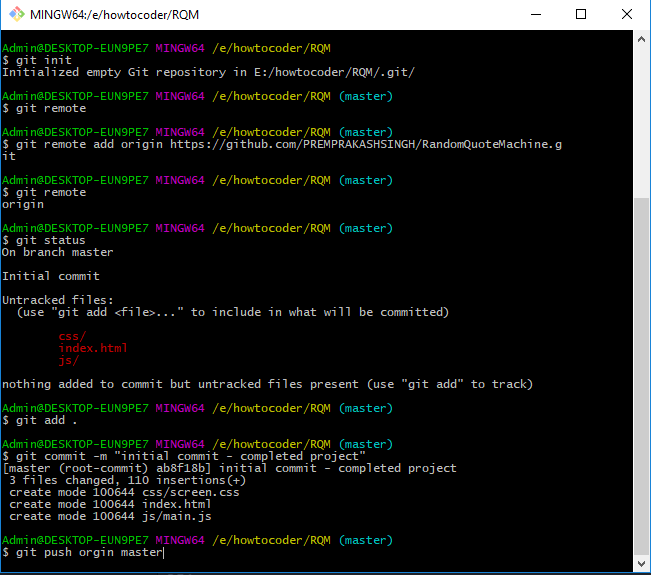 MINGW64:/e/howtocoder/RQM
Admin@DESKTOP-EUN9PE7 MINGW64 /e/howtocoder/RQM
$ git init
Initialized empty Git repository in E:/howtocoder/RQM/.git/
Admin@DESKTOP-EUN9PE7 MINGW64 /e/howtocoder/RQM (master)
$ git remote
Admin@DESKTOP-EUN9PE7 MINGW64 /e/howtocoder/RQM (master)
$ git remote add origin https://github.com/PREMPRAKASHSINGH/RandomQuoteMachine.g
it
Admin@DESKTOP-EUN9PE7 MINGW64 /e/howtocoder/RQM (master)
$ git remote
origin
Admin@DESKTOP-EUN9PE7 MINGW64 /e/howtocoder/RQM (master)
$ git status
On branch master
Initial commit
Untracked files:
  (use "git add <file>..." to include in what will be committed)
        css/
        index.html
        js/
nothing added to commit but untracked files present (use "git add" to track)
Admin@DESKTOP-EUN9PE7 MINGW64 /e/howtocoder/RQM (master)
$ git add .
Admin@DESKTOP-EUN9PE7 MINGW64 /e/howtocoder/RQM (master)
$ git commit -m "initial commit - completed project"
[master (root-commit) ab8f18b] initial commit - completed project
 3 files changed, 110 insertions(+)
 create mode 100644 css/screen.css
 create mode 100644 index.html
 create mode 100644 js/main.js
Admin@DESKTOP-EUN9PE7 MINGW64 /e/howtocoder/RQM (master)
$ git push orgin master